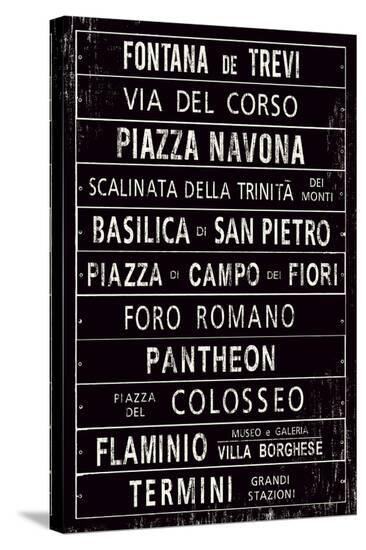 FONTANA DE TREVI
VIA DEL CORSO
PIAZZA NAVONA
SCALINATA DELLA TRINITÀ DEI MONTI
BASILICA DI SAN PIETRO
PIAZZA DI CAMPO DEI FIORI
FORO ROMANO
PANTHEON
PIAZZA DEL COLOSSEO
FLAMINIO MUSEO e GALERIA VILLA BORGHESE
TERMINI GRANDI STAZIONI